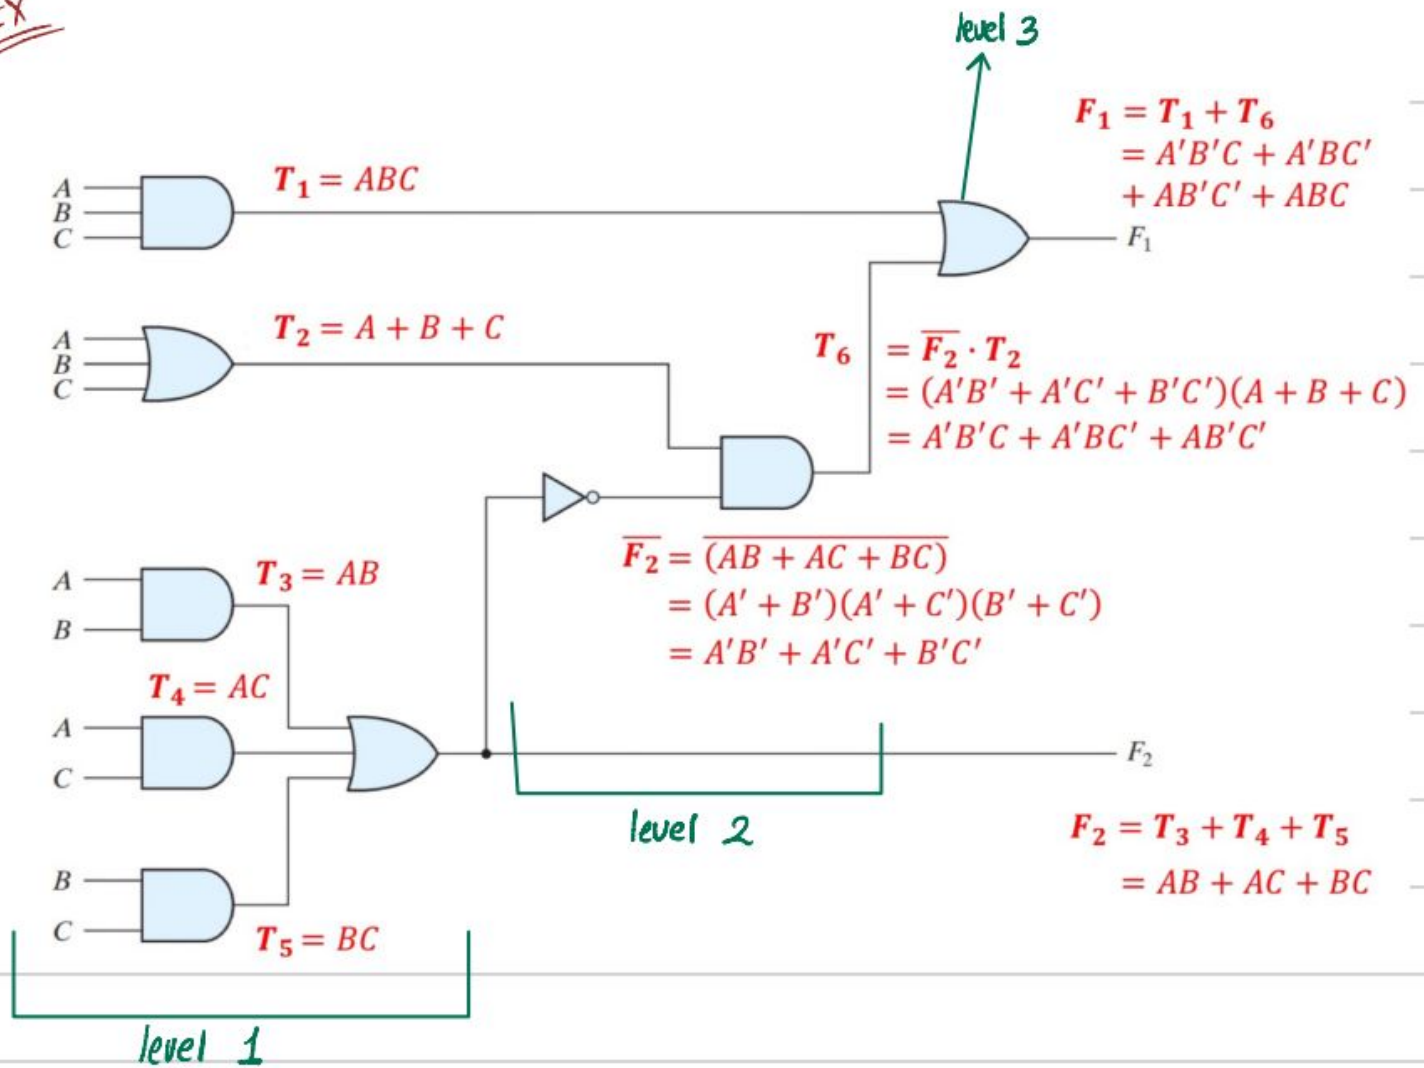 EX
level 3
F₁ = T₁ + T₆
= A′B′C + A′BC′
+ AB′C′ + ABC
A
B
C
T₁ = ABC
F₁
A
B
C
T₂ = A + B + C
T₆ = F̅₂̅ · T₂
= (A′B′ + A′C′ + B′C′)(A + B + C)
= A′B′C + A′BC′ + AB′C′
F̅₂̅ = (AB + AC + BC)̅
= (A′ + B′)(A′ + C′)(B′ + C′)
= A′B′ + A′C′ + B′C′
A
B
T₃ = AB
T₄ = AC
A
C
F₂
level 2
F₂ = T₃ + T₄ + T₅
= AB + AC + BC
B
C
T₅ = BC
level 1